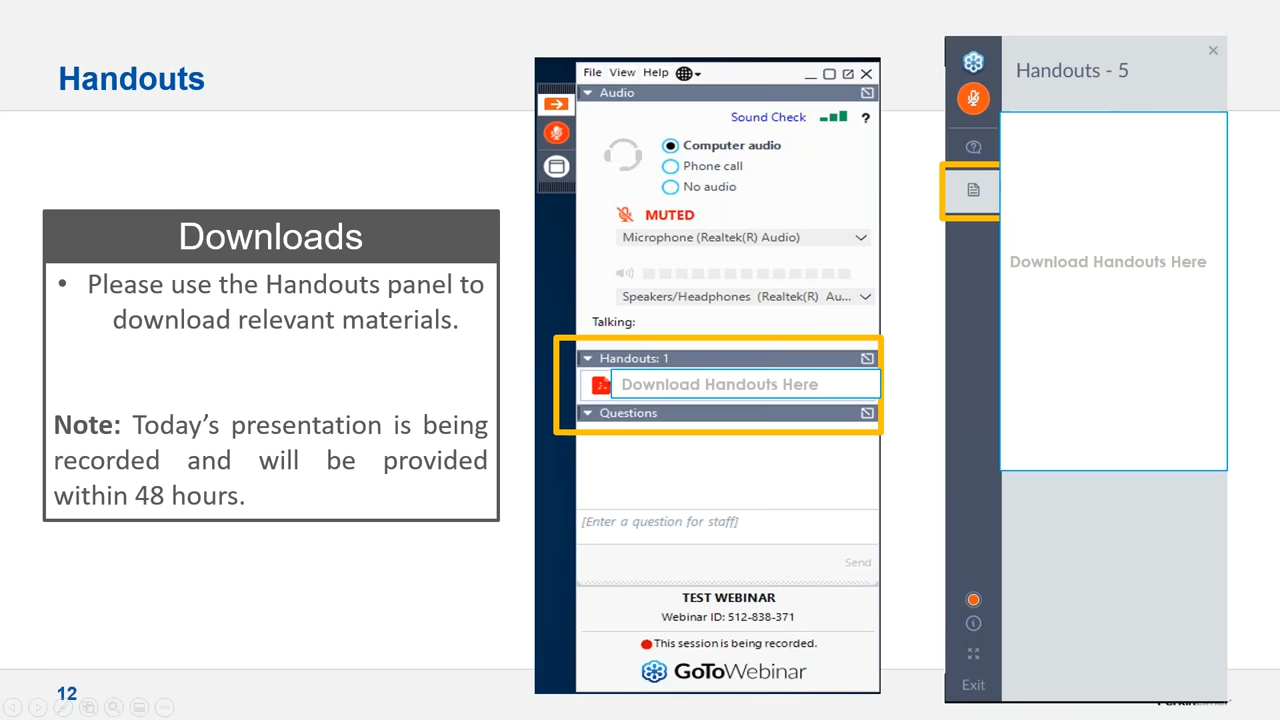 Handouts
Downloads
• Please use the Handouts panel to
download relevant materials.
Note: Today's presentation is being
recorded and will be provided
within 48 hours.
12
File View Help
Audio
Sound Check ?
Computer audio
Phone call
No audio
MUTED
Microphone (Realtek(R) Audio)
Speakers/Headphones (Realtek(R) Au...
Talking:
Handouts: 1
Download Handouts Here
Questions
[Enter a question for staff]
Send
TEST WEBINAR
Webinar ID: 512-838-371
This session is being recorded.
GoToWebinar
Handouts - 5
Download Handouts Here
Exit